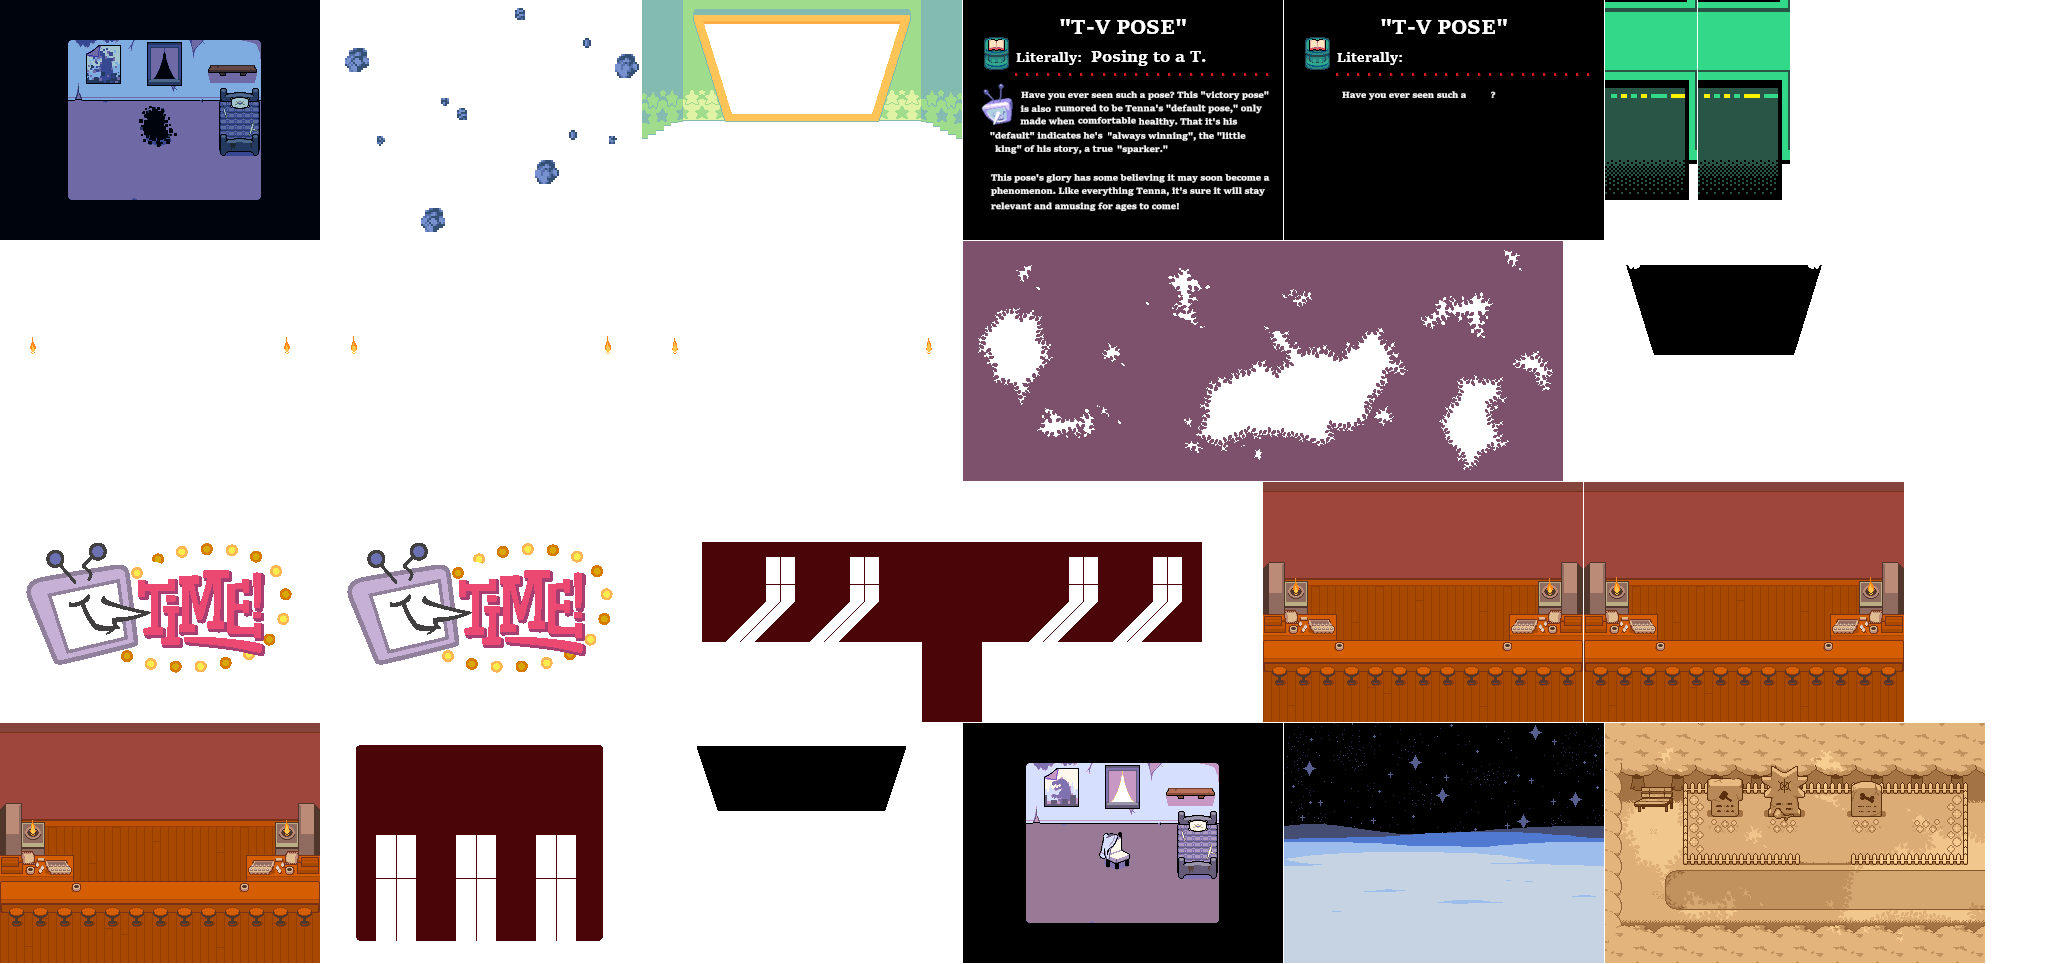 "T-V POSE"
Literally: Posing to a T.
Have you ever seen such a pose? This "victory pose"
is also rumored to be Tenna's "default pose," only
made when comfortable healthy. That it's his
"default" indicates he's "always winning", the "little
king" of his story, a true "sparker."
This pose's glory has some believing it may soon become a
phenomenon. Like everything Tenna, it's sure it will stay
relevant and amusing for ages to come!
"T-V POSE"
Literally:
Have you ever seen such a ?
TiME!
TiME!